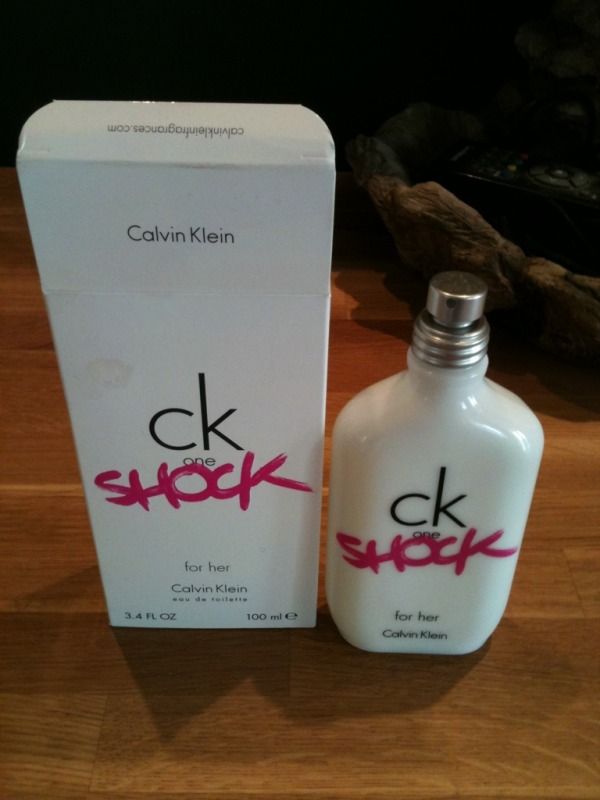 calvinkleinfragrances.com
Calvin Klein
ck
one
SHOCK
for her
Calvin Klein
eau de toilette
3.4 FL OZ 100 ml ℮
ck
one
SHOCK
for her
Calvin Klein